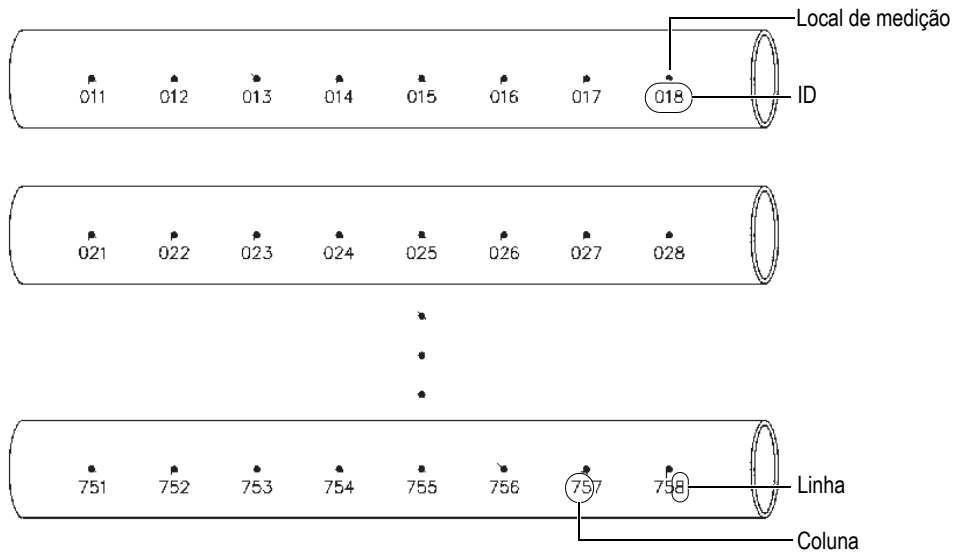 Local de medição
011 012 013 014 015 016 017 018
ID
021 022 023 024 025 026 027 028
751 752 753 754 755 756 757 758
Linha
Coluna